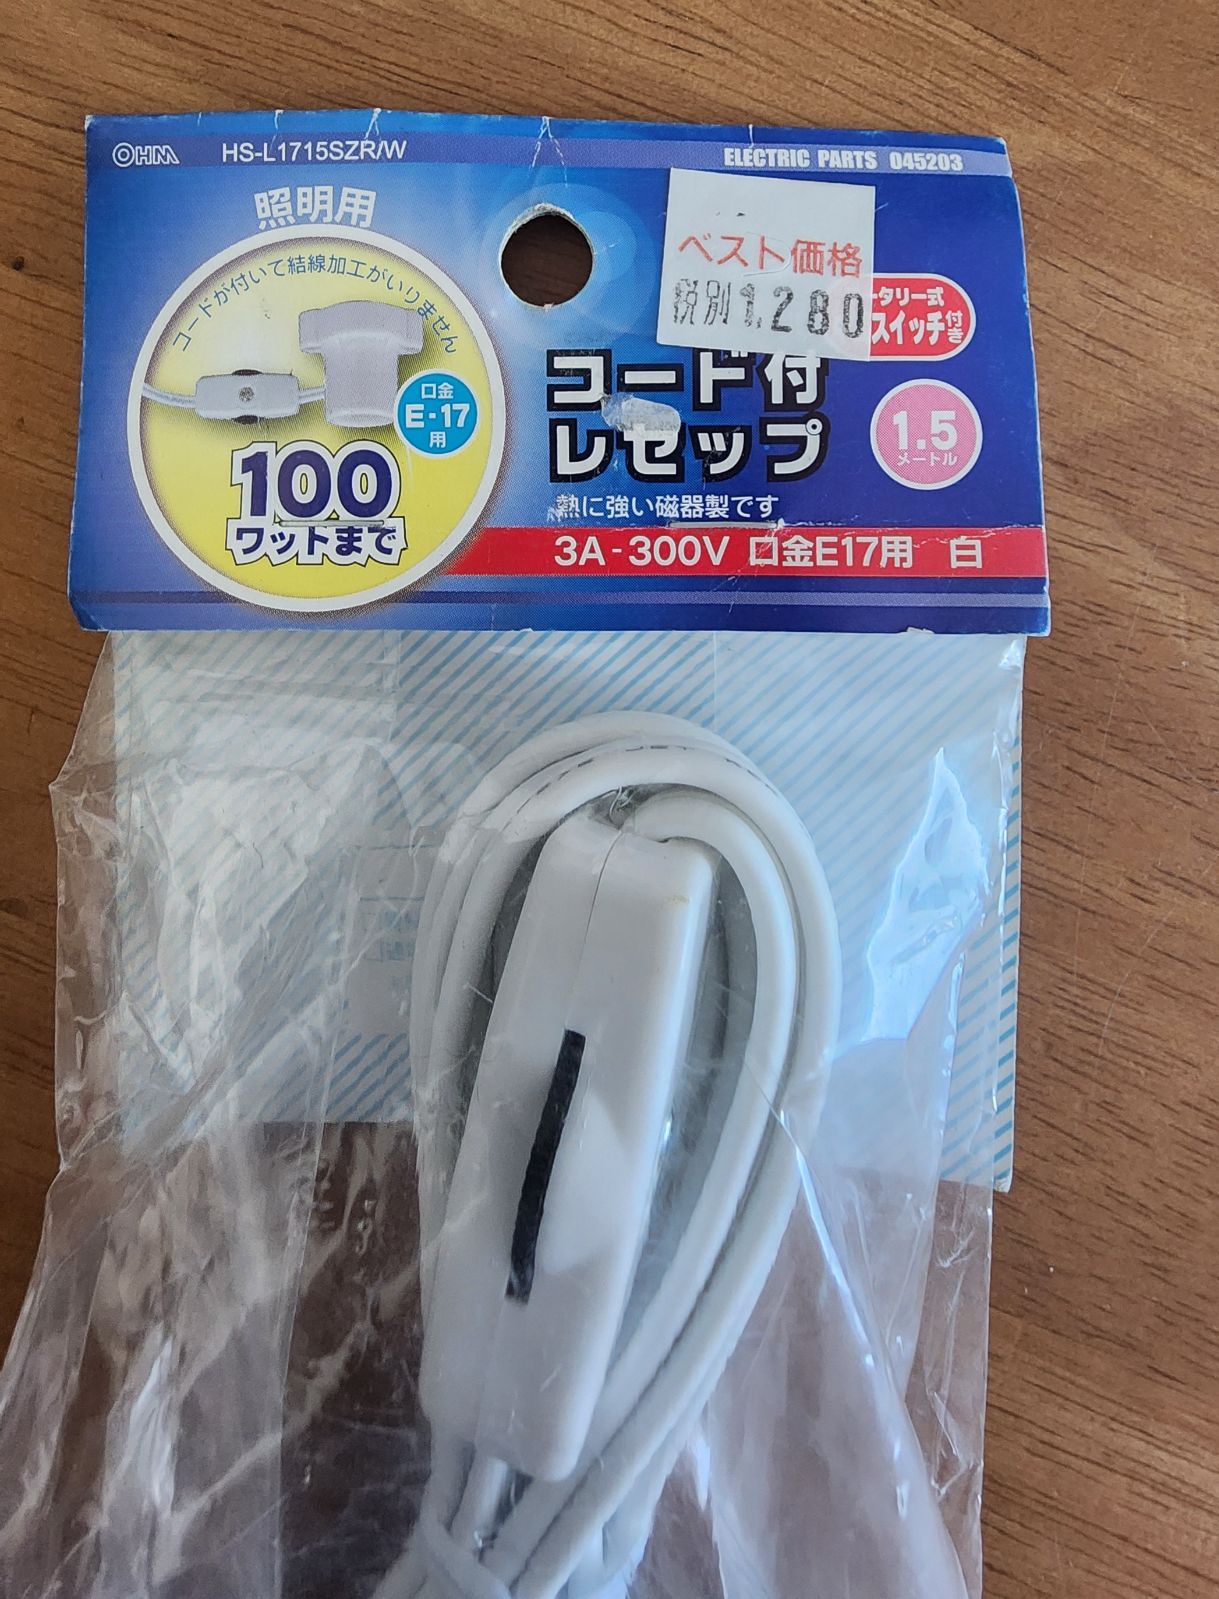 OHM HS-L1715SZR/W ELECTRIC PARTS 045203
照明用
コードが付いて結線加工がいりません
口金
E-17
用
100
ワットまで
ベスト価格
税別1,280
タリー式
スイッチ付き
コード付
レセップ
1.5
メートル
熱に強い磁器製です
3A-300V 口金E17用 白